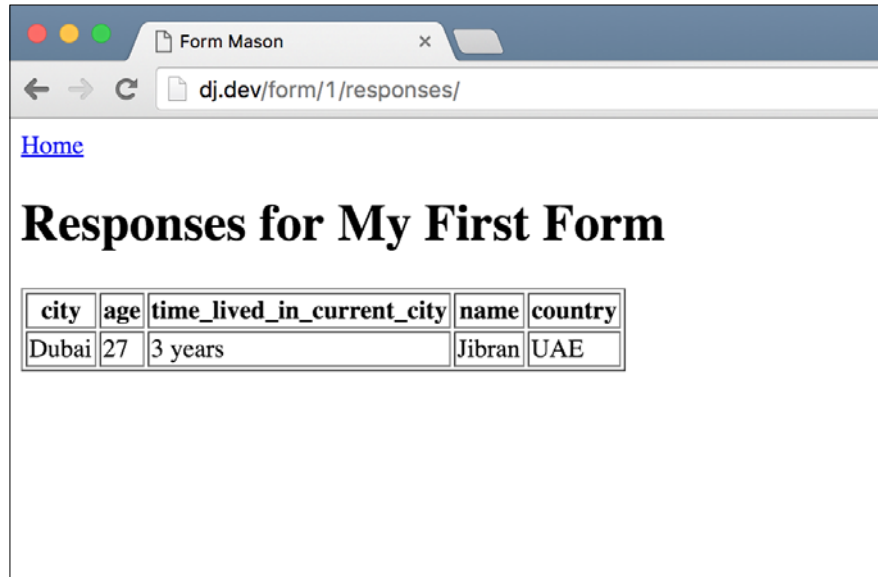 Form Mason
dj.dev/form/1/responses/
Home
Responses for My First Form
city age time_lived_in_current_city name country
Dubai 27 3 years Jibran UAE